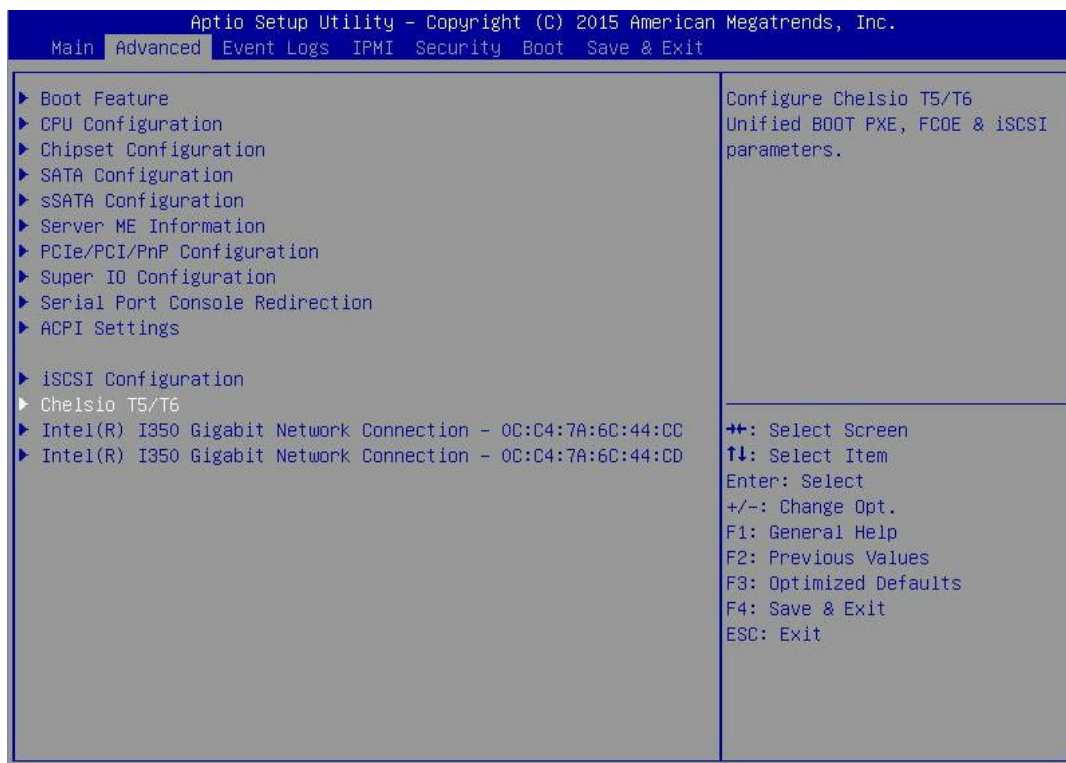 Aptio Setup Utility – Copyright (C) 2015 American Megatrends, Inc.
Main Advanced Event Logs IPMI Security Boot Save & Exit
▶ Boot Feature
▶ CPU Configuration
▶ Chipset Configuration
▶ SATA Configuration
▶ sSATA Configuration
▶ Server ME Information
▶ PCIe/PCI/PnP Configuration
▶ Super IO Configuration
▶ Serial Port Console Redirection
▶ ACPI Settings
▶ iSCSI Configuration
▶ Chelsio T5/T6
▶ Intel(R) I350 Gigabit Network Connection – 0C:C4:7A:6C:44:CC
▶ Intel(R) I350 Gigabit Network Connection – 0C:C4:7A:6C:44:CD
Configure Chelsio T5/T6
Unified BOOT PXE, FCOE & iSCSI
parameters.
→←: Select Screen
↑↓: Select Item
Enter: Select
+/-: Change Opt.
F1: General Help
F2: Previous Values
F3: Optimized Defaults
F4: Save & Exit
ESC: Exit